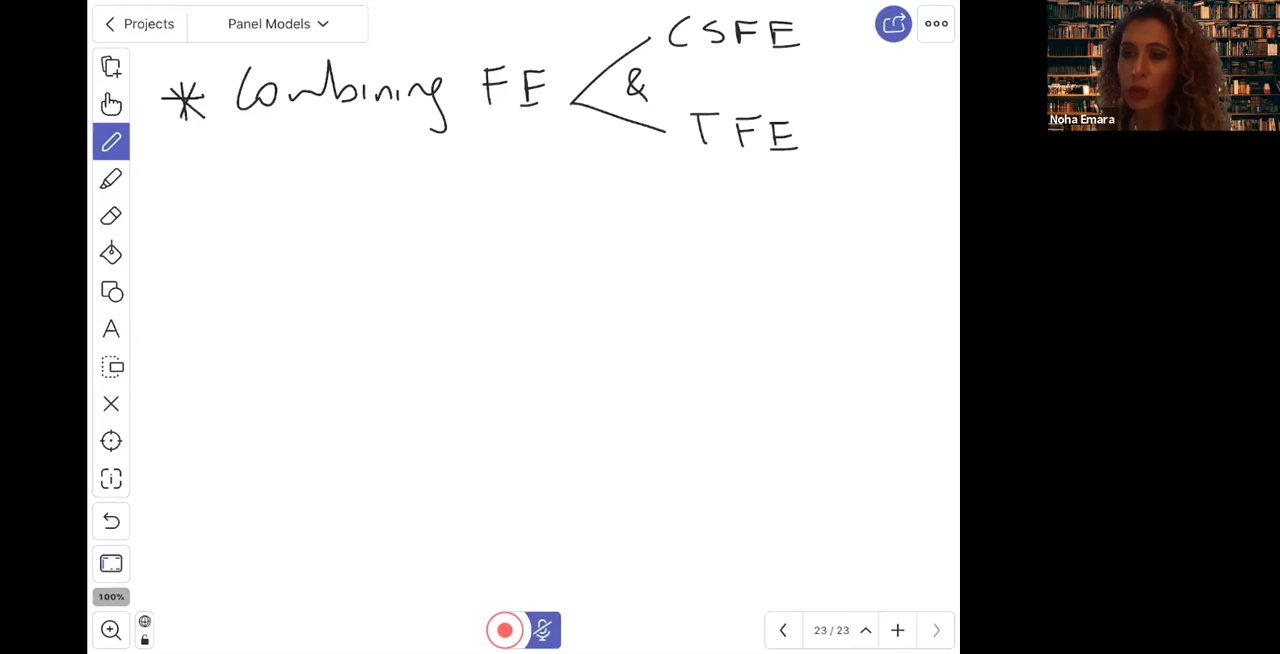 Projects
Panel Models
CSFE
* Combining FE &
TFE
Noha Emara
A
100%
23 / 23